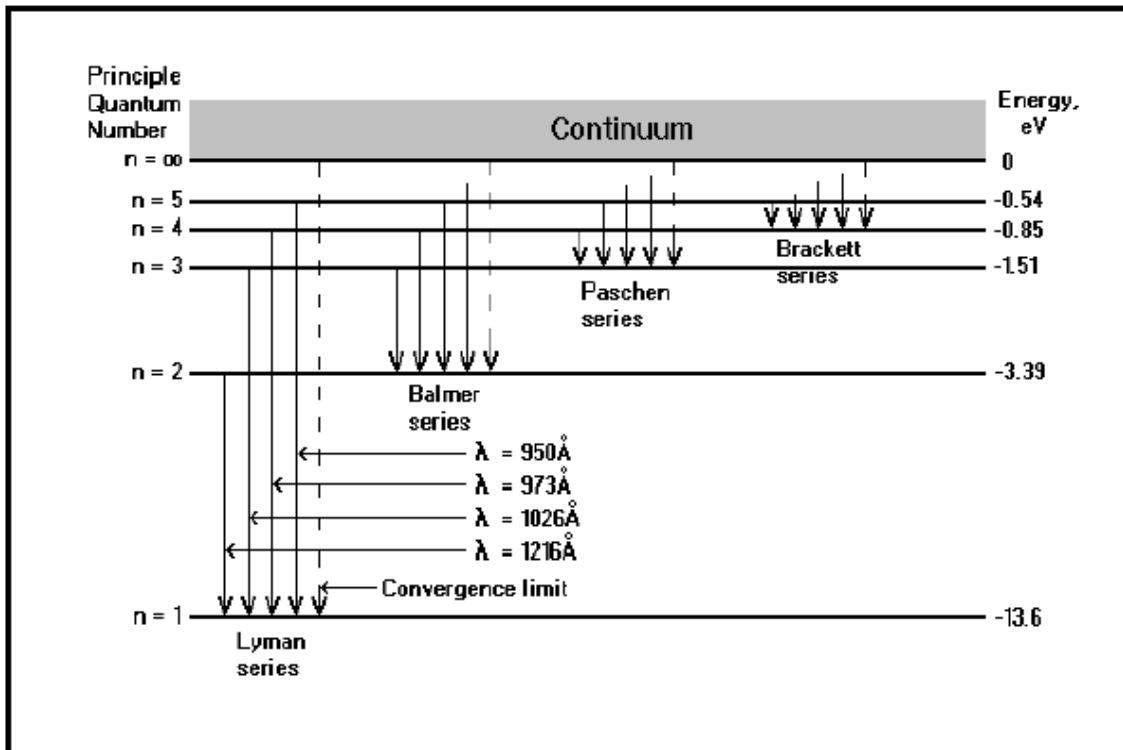 Principle
Quantum
Number
Continuum
Energy,
eV
n = ∞
0
n = 5
-0.54
n = 4
-0.85
Brackett
series
n = 3
-1.51
Paschen
series
n = 2
-3.39
Balmer
series
λ = 950Å
λ = 973Å
λ = 1026Å
λ = 1216Å
Convergence limit
n = 1
-13.6
Lyman
series